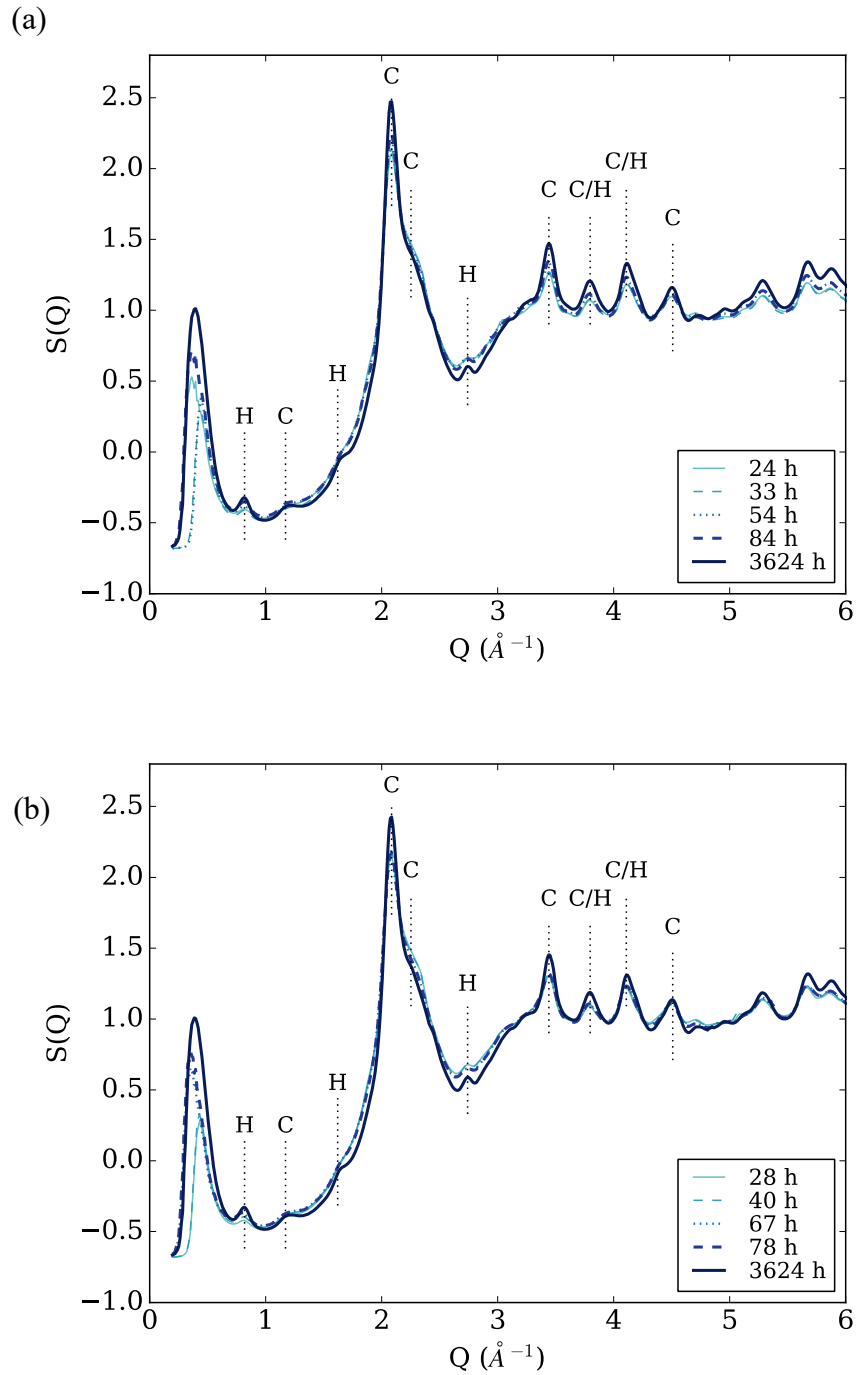 (a)
C
2.5
C
C/H
2.0
C
C/H
C
1.5
H
1.0
S(Q)
0.5
H
H
C
0.0
24 h
33 h
−0.5
54 h
84 h
3624 h
−1.0
0 1 2 3 4 5 6
Q (Å⁻¹)
(b)
C
2.5
C
C/H
2.0
C
C/H
C
1.5
H
1.0
S(Q)
0.5
H
H
C
0.0
28 h
40 h
−0.5
67 h
78 h
3624 h
−1.0
0 1 2 3 4 5 6
Q (Å⁻¹)